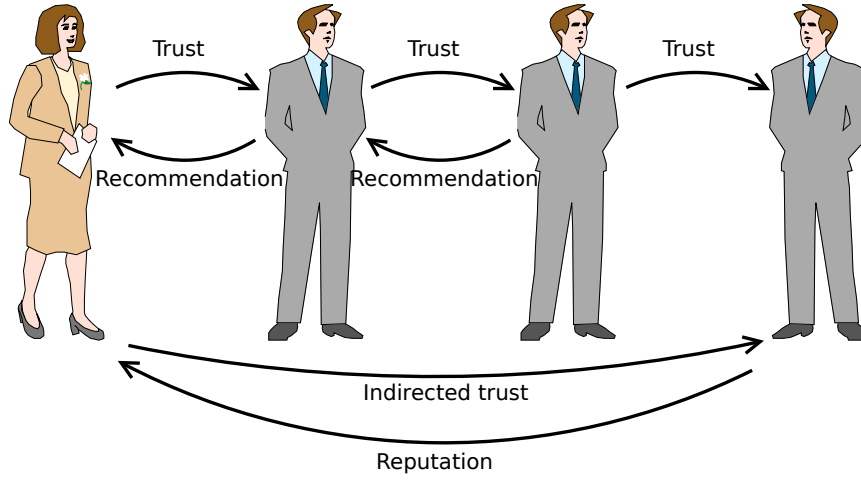 Trust
Trust
Trust
Recommendation
Recommendation
Indirected trust
Reputation